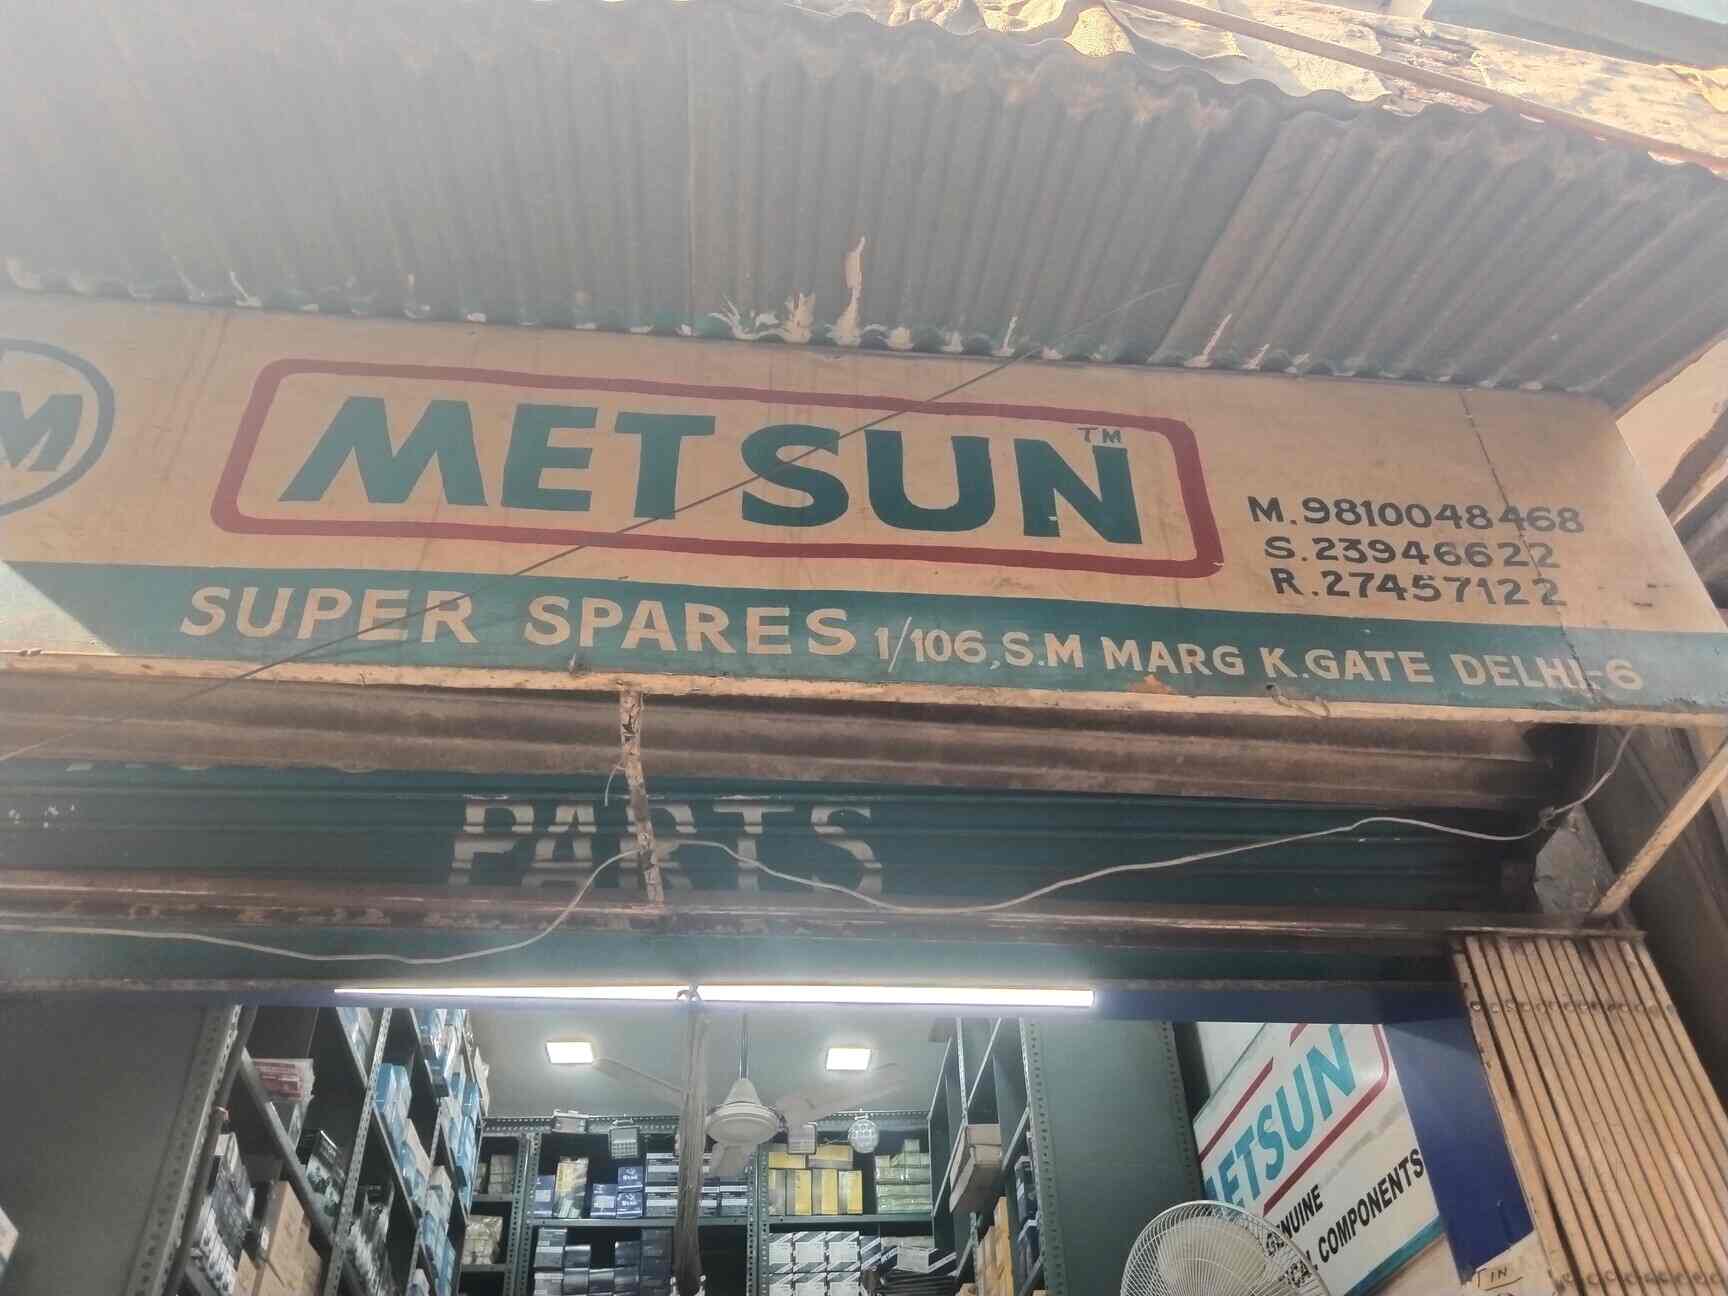 M
METSUN™
M.9810048468
S.23946622
R.27457122
SUPER SPARES 1/106,S.M MARG K.GATE DELHI-6
PARTS
METSUN
GENUINE
COMPONENTS